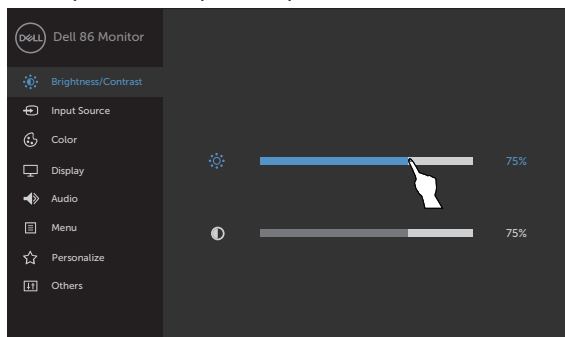 DELL Dell 86 Monitor
Brightness/Contrast
Input Source
Color
Display
75%
Audio
Menu
75%
Personalize
Others